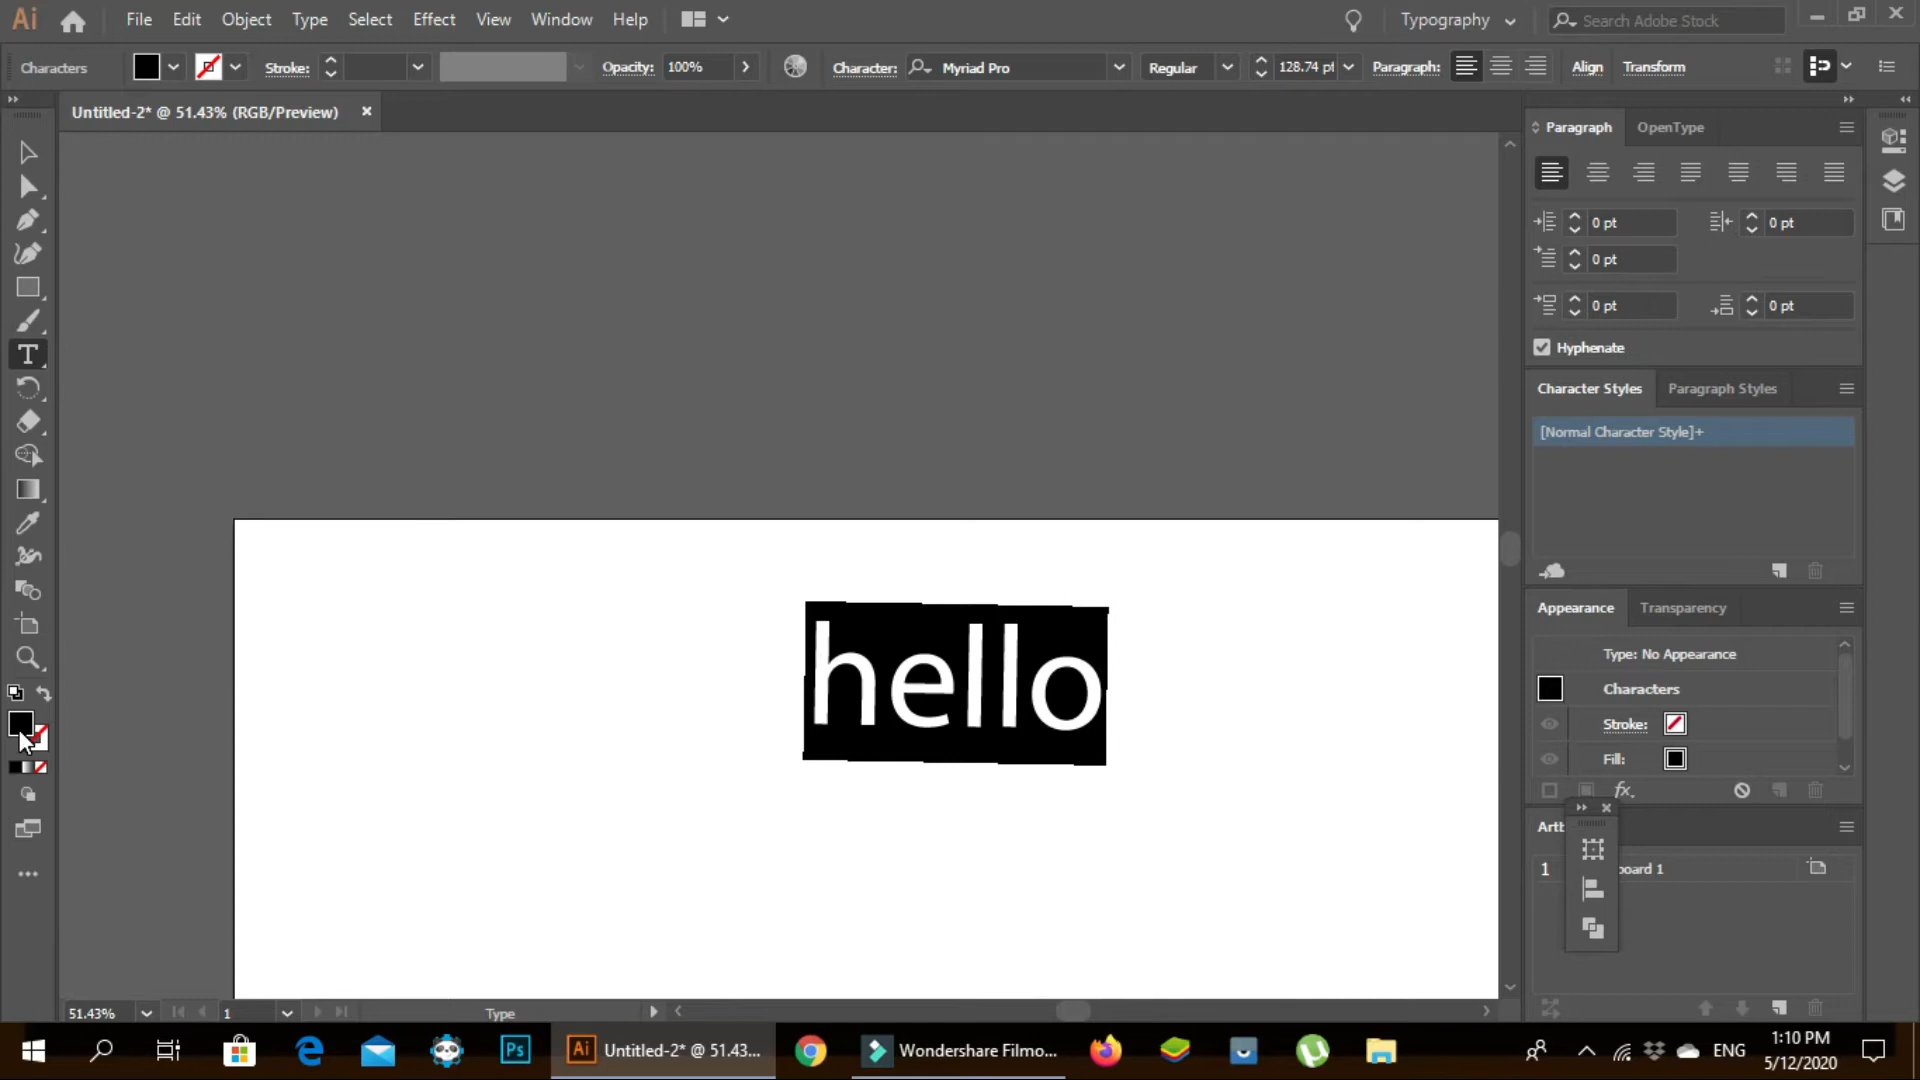 Ai File Edit Object Type Select Effect View Window Help Typography Search Adobe Stock
Characters Stroke: Opacity: 100% Character: Myriad Pro Regular 128.74 pt Paragraph: Align Transform
Untitled-2* @ 51.43% (RGB/Preview)
Paragraph OpenType
0 pt 0 pt
0 pt
0 pt 0 pt
Hyphenate
Character Styles Paragraph Styles
[Normal Character Style]+
Appearance Transparency
Type: No Appearance
Characters
Stroke:
Fill:
fx
hello
1
51.43% 1 Type
Ps Ai Untitled-2* @ 51.43... Wondershare Filmo... ENG
1:10 PM
5/12/2020